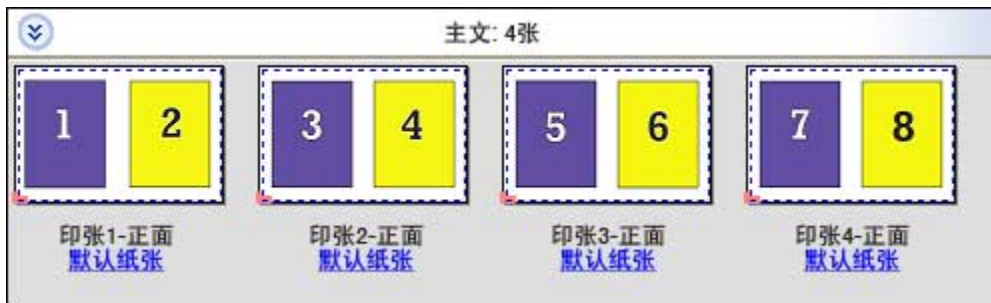 主文: 4张
1 2 3 4 5 6 7 8
印张1-正面 印张2-正面 印张3-正面 印张4-正面
默认纸张 默认纸张 默认纸张 默认纸张